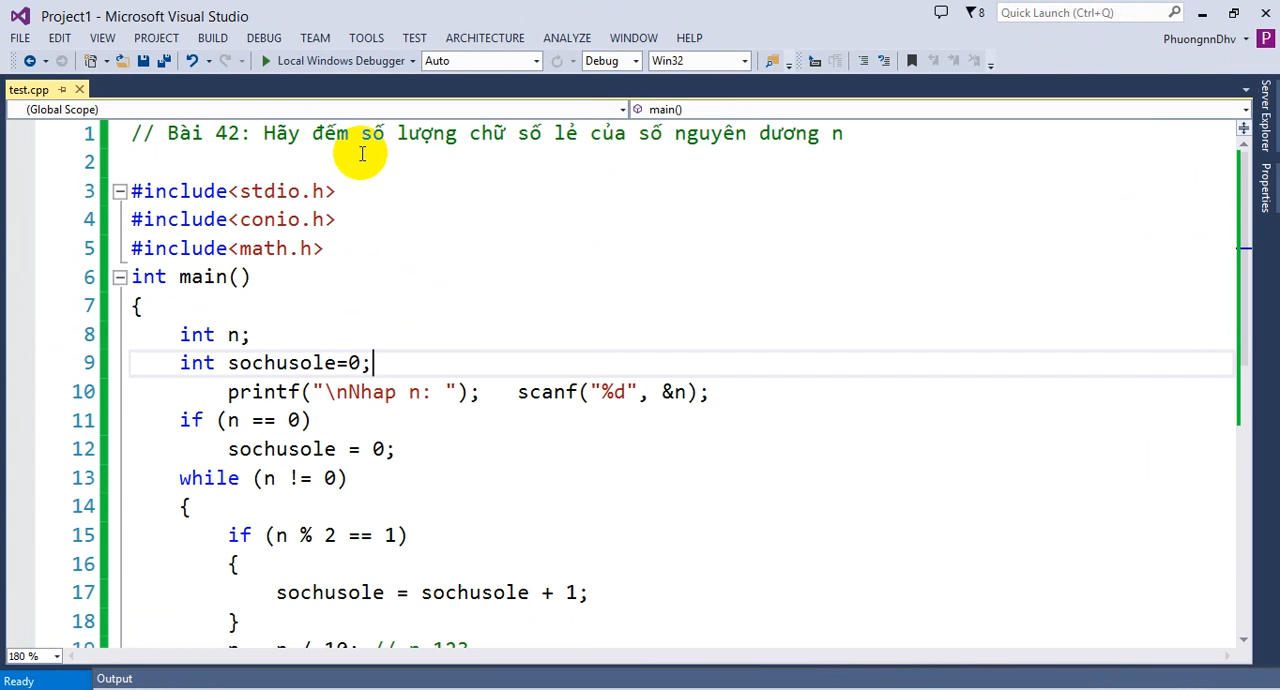 Project1 - Microsoft Visual Studio
8
Quick Launch (Ctrl+Q)
FILE EDIT VIEW PROJECT BUILD DEBUG TEAM TOOLS TEST ARCHITECTURE ANALYZE WINDOW HELP
PhuongnnDhv
P
Local Windows Debugger Auto Debug Win32
test.cpp
(Global Scope) main()
Server Explorer
Properties
1 // Bài 42: Hãy đếm số lượng chữ số lẻ của số nguyên dương n
2
3 #include<stdio.h>
4 #include<conio.h>
5 #include<math.h>
6 int main()
7 {
8 int n;
9 int sochusole=0;
10 printf("\nNhap n: "); scanf("%d", &n);
11 if (n == 0)
12 sochusole = 0;
13 while (n != 0)
14 {
15 if (n % 2 == 1)
16 {
17 sochusole = sochusole + 1;
18 }
180 %
Ready
Output